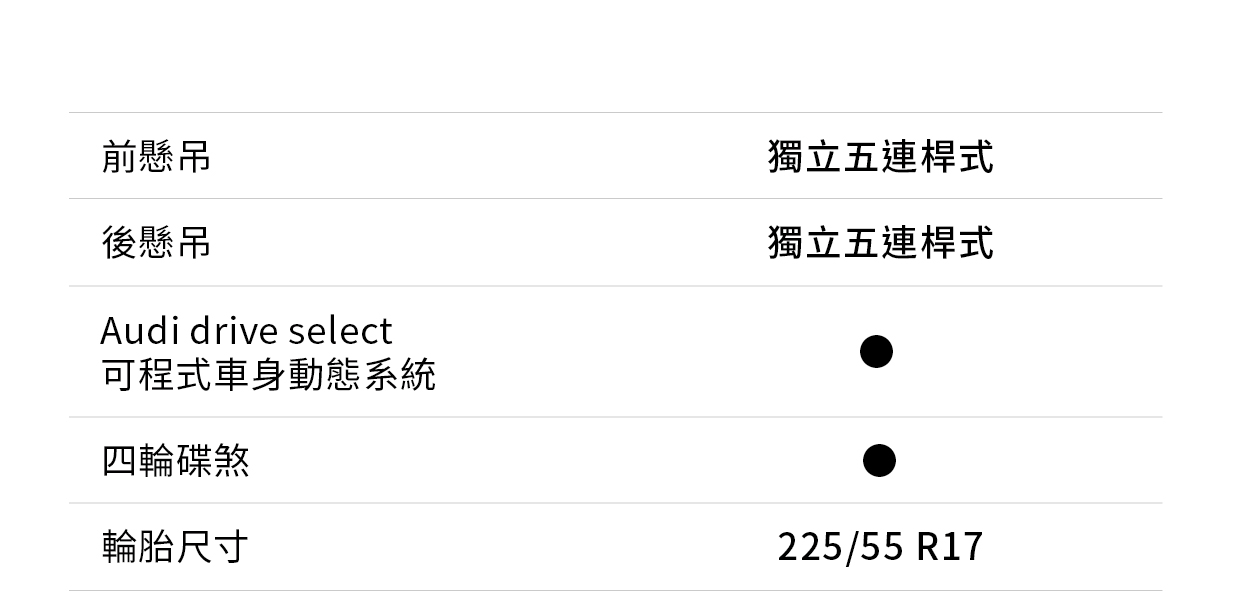 前懸吊 獨立五連桿式
後懸吊 獨立五連桿式
Audi drive select
可程式車身動態系統 ●
四輪碟煞 ●
輪胎尺寸 225/55 R17